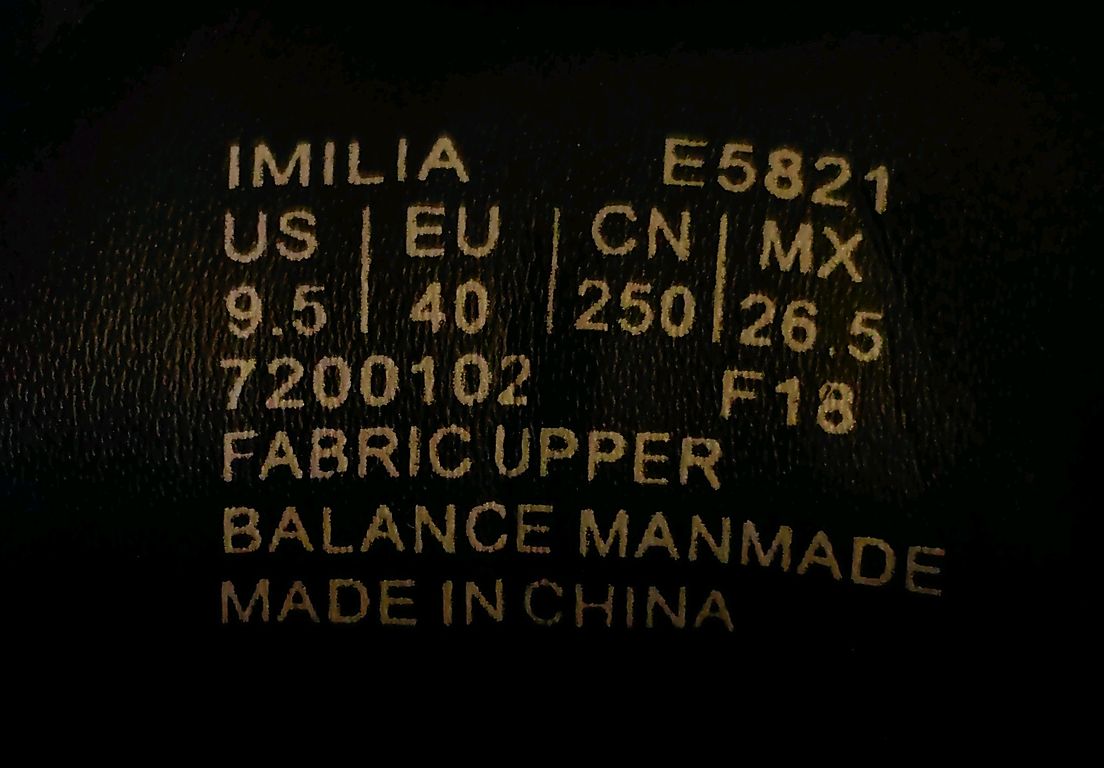 IMILIA E5821
US | EU | CN | MX
9.5 | 40 | 250 | 26.5
7200102 F18
FABRIC UPPER
BALANCE MANMADE
MADE IN CHINA